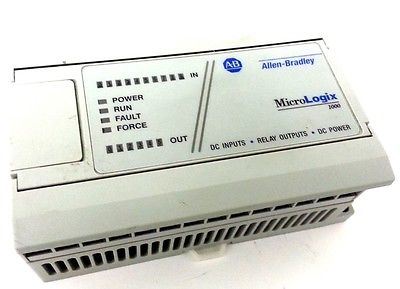 IN
AB
Allen-Bradley
POWER
RUN
FAULT
FORCE
MicroLogix
1000
OUT
DC INPUTS • RELAY OUTPUTS • DC POWER